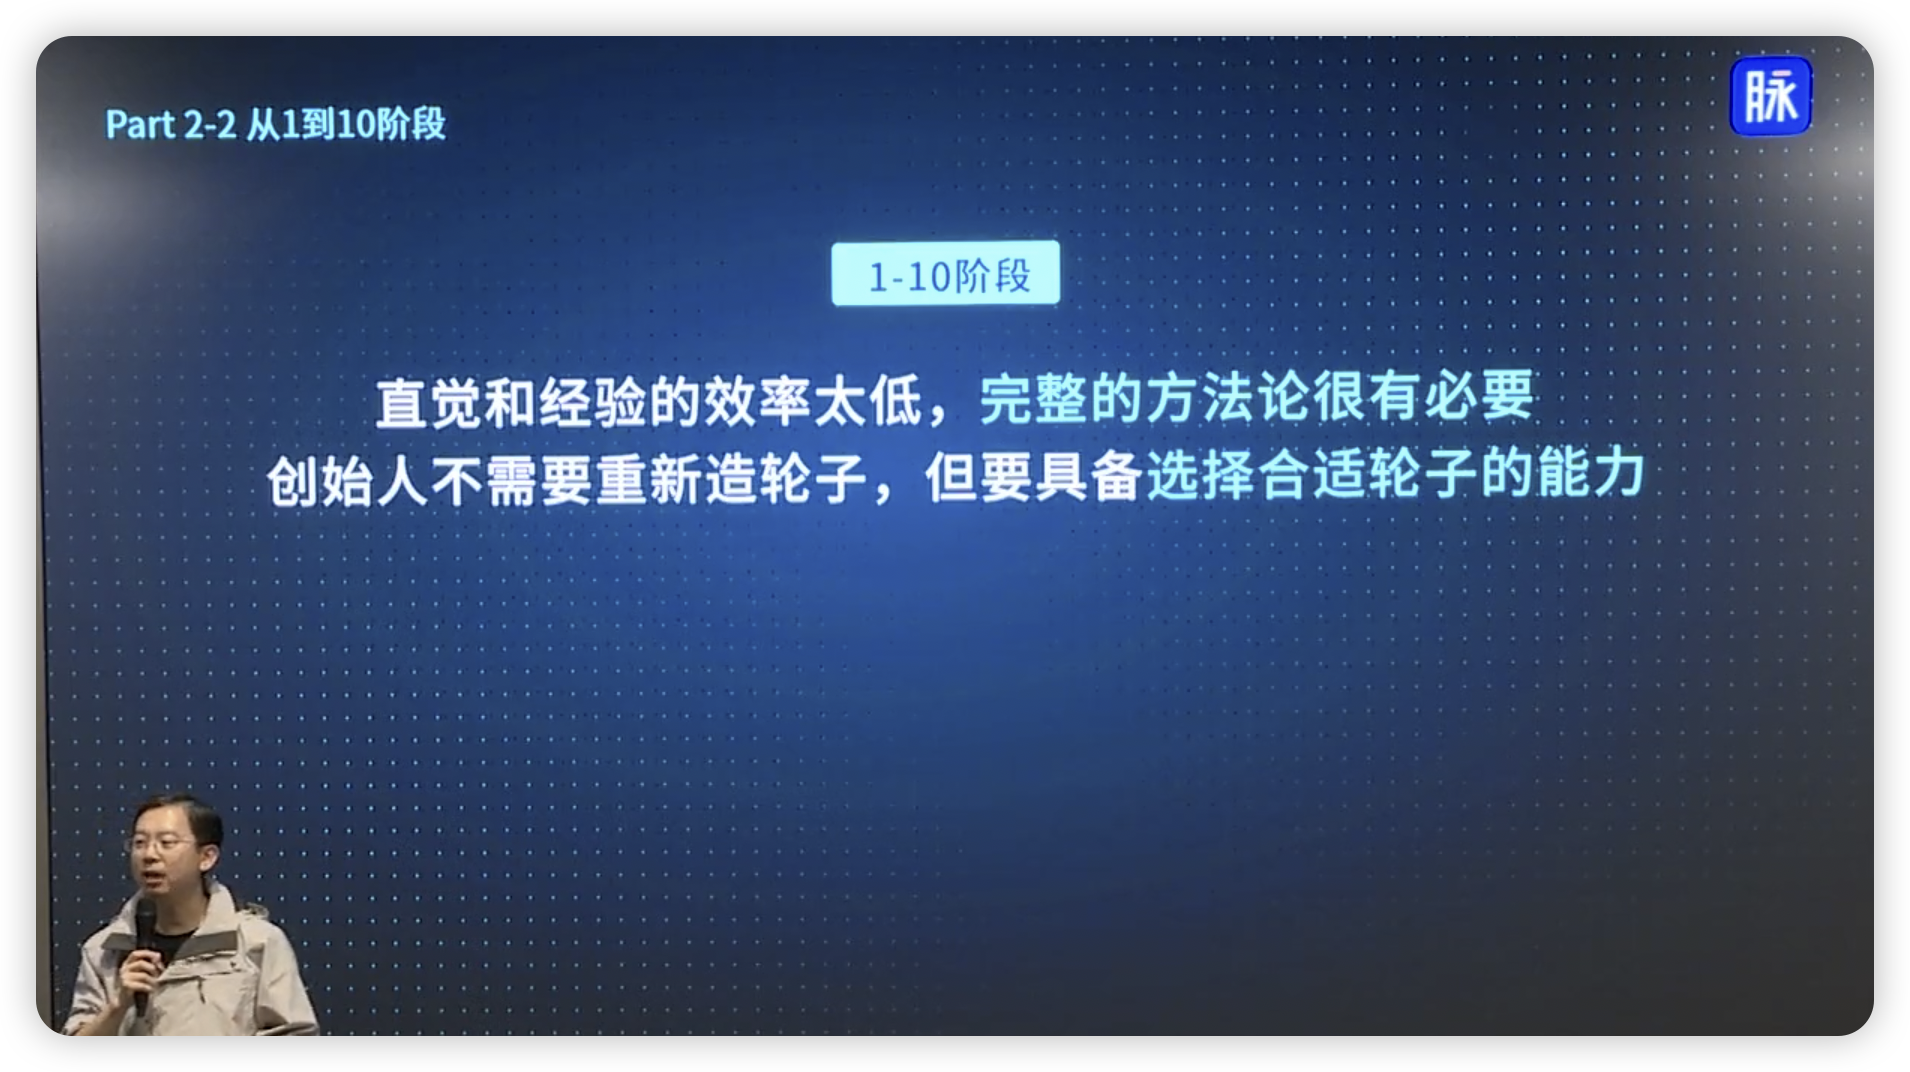 Part 2-2 从1到10阶段
脉
1-10阶段
直觉和经验的效率太低，完整的方法论很有必要
创始人不需要重新造轮子，但要具备选择合适轮子的能力